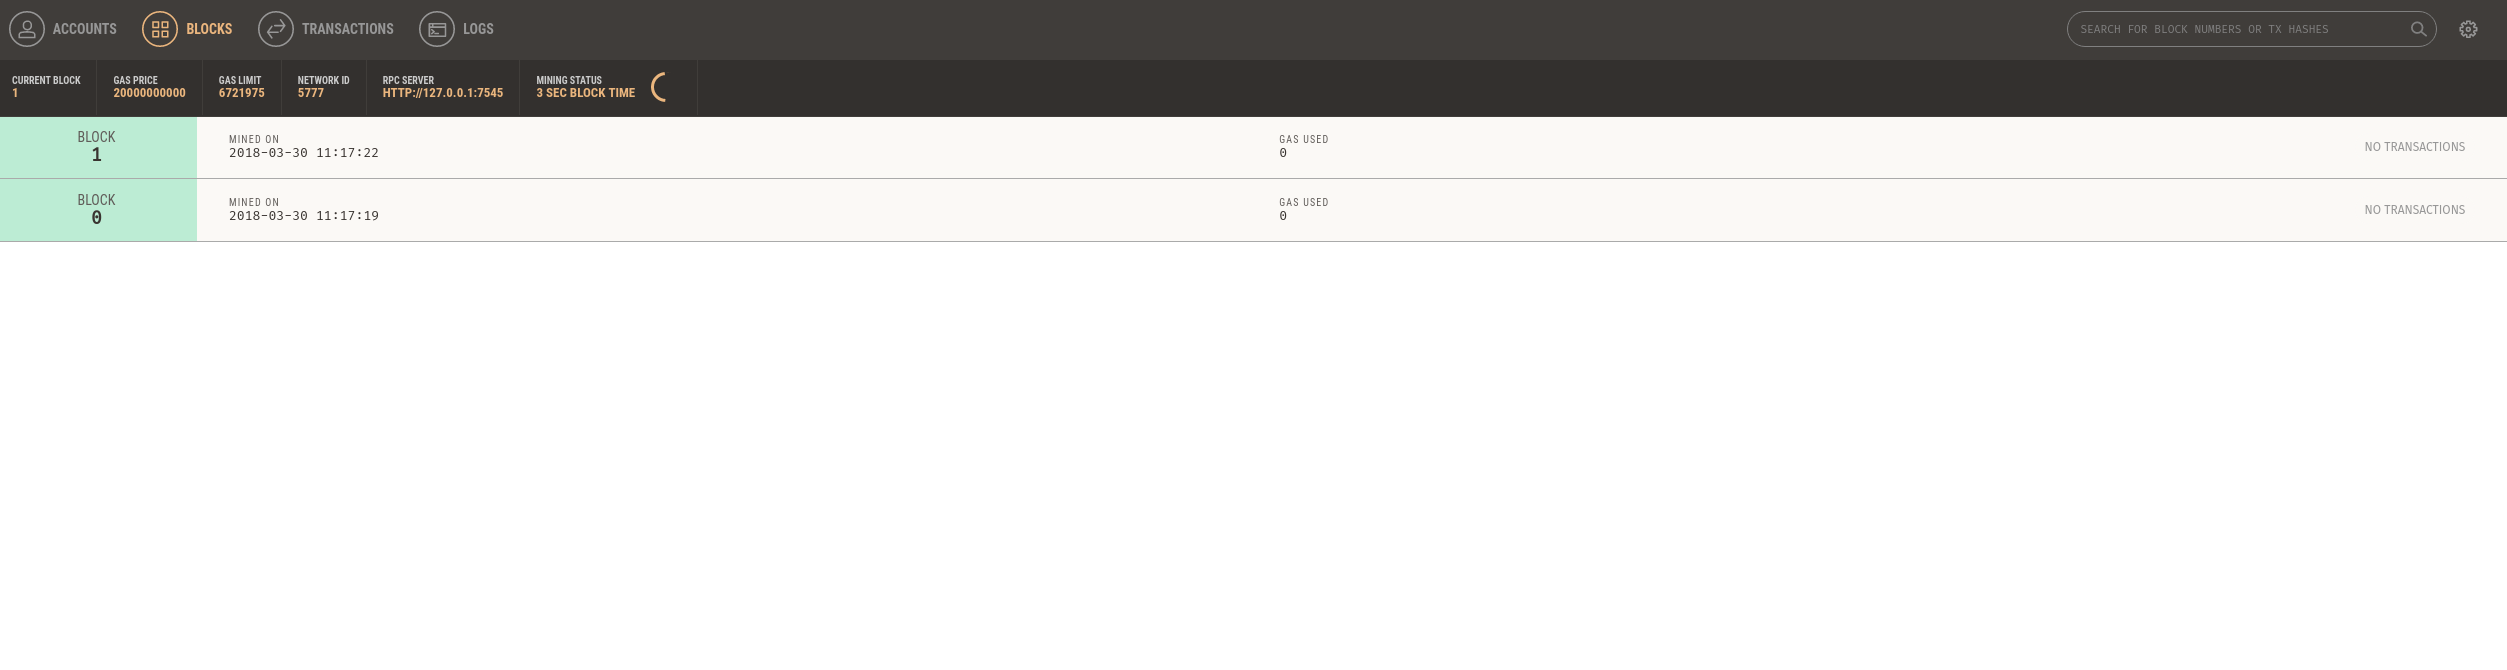 ACCOUNTS BLOCKS TRANSACTIONS LOGS SEARCH FOR BLOCK NUMBERS OR TX HASHES
CURRENT BLOCK GAS PRICE GAS LIMIT NETWORK ID RPC SERVER MINING STATUS
1 20000000000 6721975 5777 HTTP://127.0.0.1:7545 3 SEC BLOCK TIME
BLOCK MINED ON GAS USED NO TRANSACTIONS
1 2018-03-30 11:17:22 0
BLOCK MINED ON GAS USED NO TRANSACTIONS
0 2018-03-30 11:17:19 0